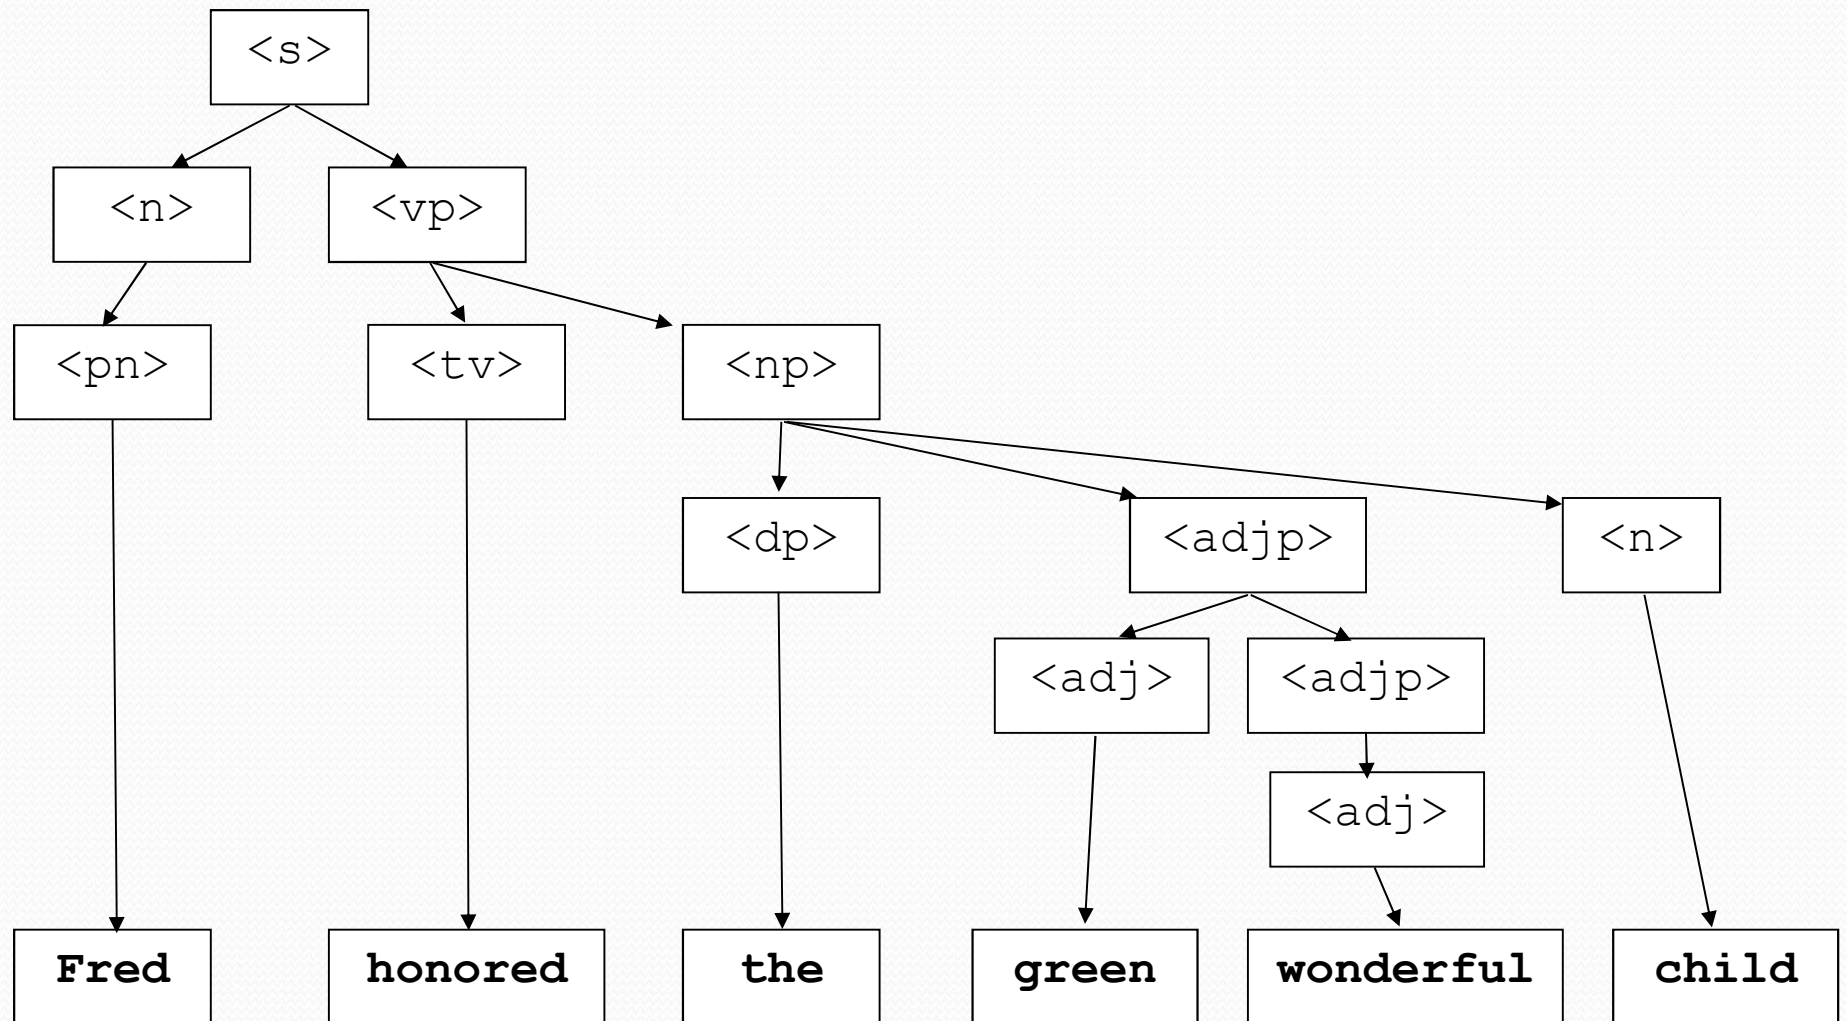 <s>
<n> <vp>
<pn> <tv> <np>
<dp> <adjp> <n>
<adj> <adjp>
<adj>
Fred honored the green wonderful child